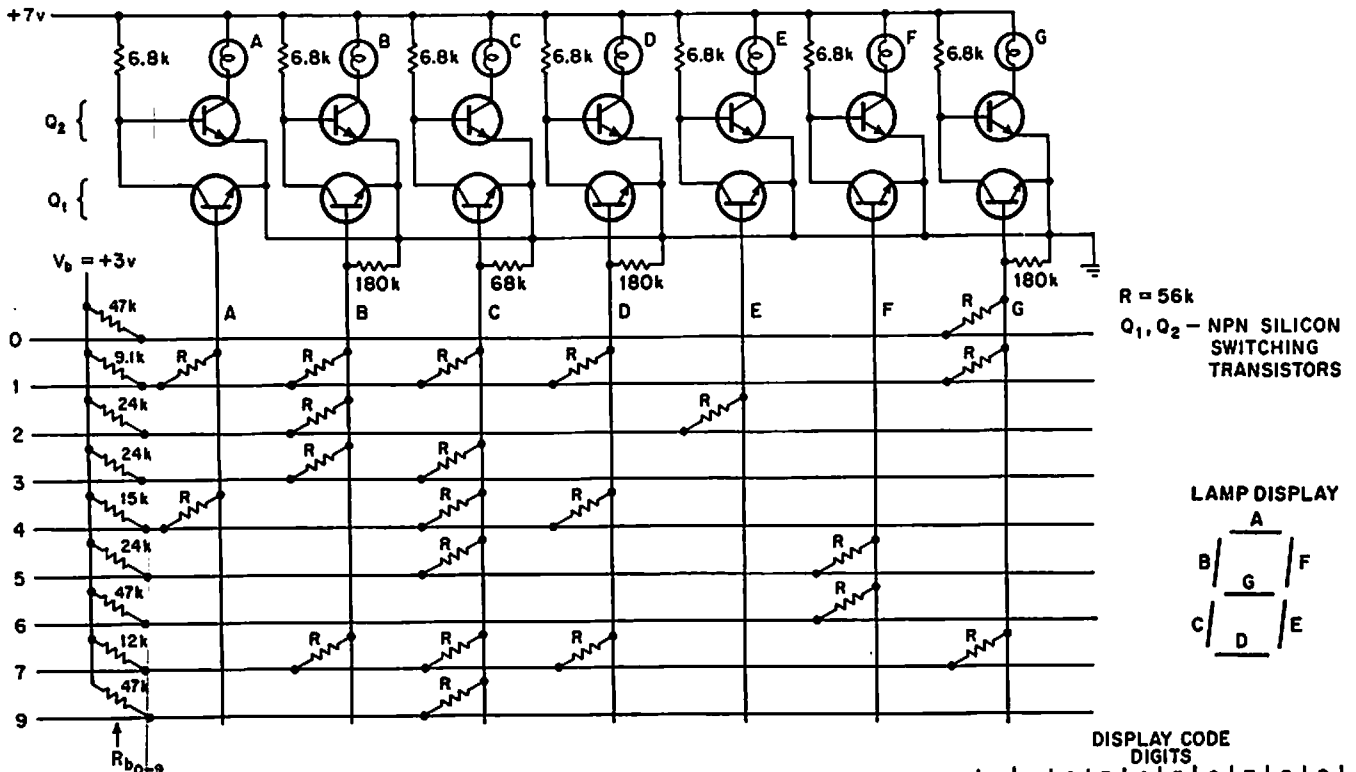 +7v
A B C D E F G
6.8k 6.8k 6.8k 6.8k 6.8k 6.8k 6.8k
Q2 {
Q1 {
Vb = +3v
180k 68k 180k 180k
A B C D E F G
R = 56k
Q1, Q2 – NPN SILICON
SWITCHING
TRANSISTORS
47k R
0
9.1k R R R R R
1
24k R R
2
24k R R
3
15k R R R
4
24k R R
5
47k R
6
12k R R R R
7
47k R
9
Rb0-9
LAMP DISPLAY
A
B F
G
C E
D
DISPLAY CODE
DIGITS